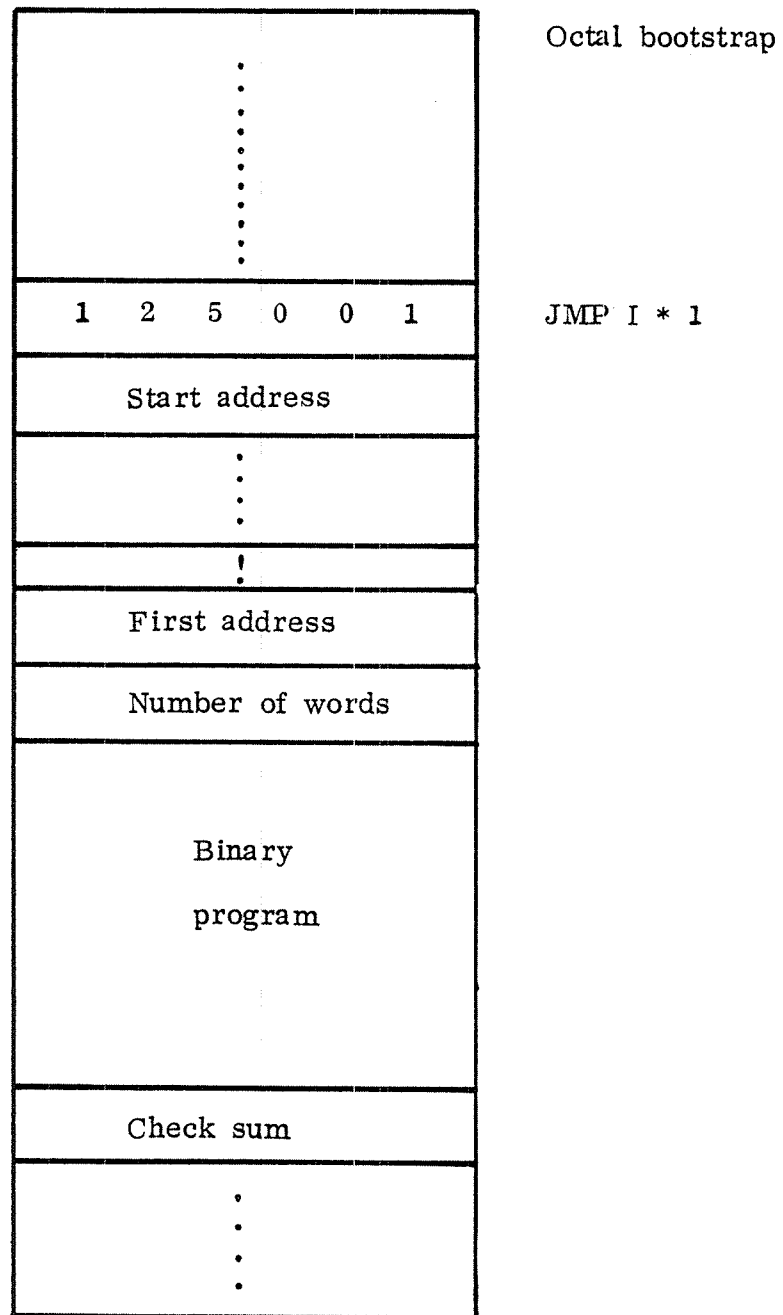 Octal bootstrap
1 2 5 0 0 1 JMP I * 1
Start address
!
First address
Number of words
Binary
program
Check sum